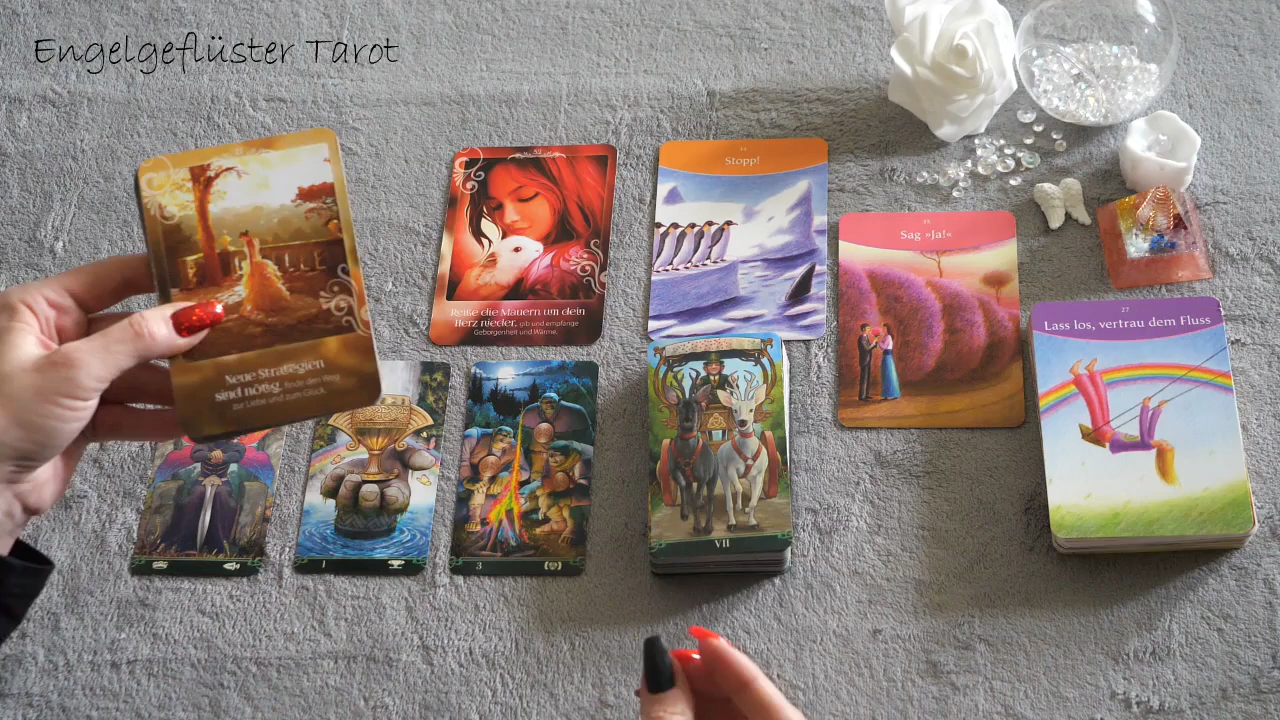 Engelgeflüster Tarot
Neue Strategien
sind nötig, finde den Weg
zur Liebe und zum Glück.
52
Reiße die Mauern um dein
Herz nieder, gib und empfange
Geborgenheit und Wärme.
Stopp!
Sag »Ja!«
27
Lass los, vertrau dem Fluss
1
3
VII